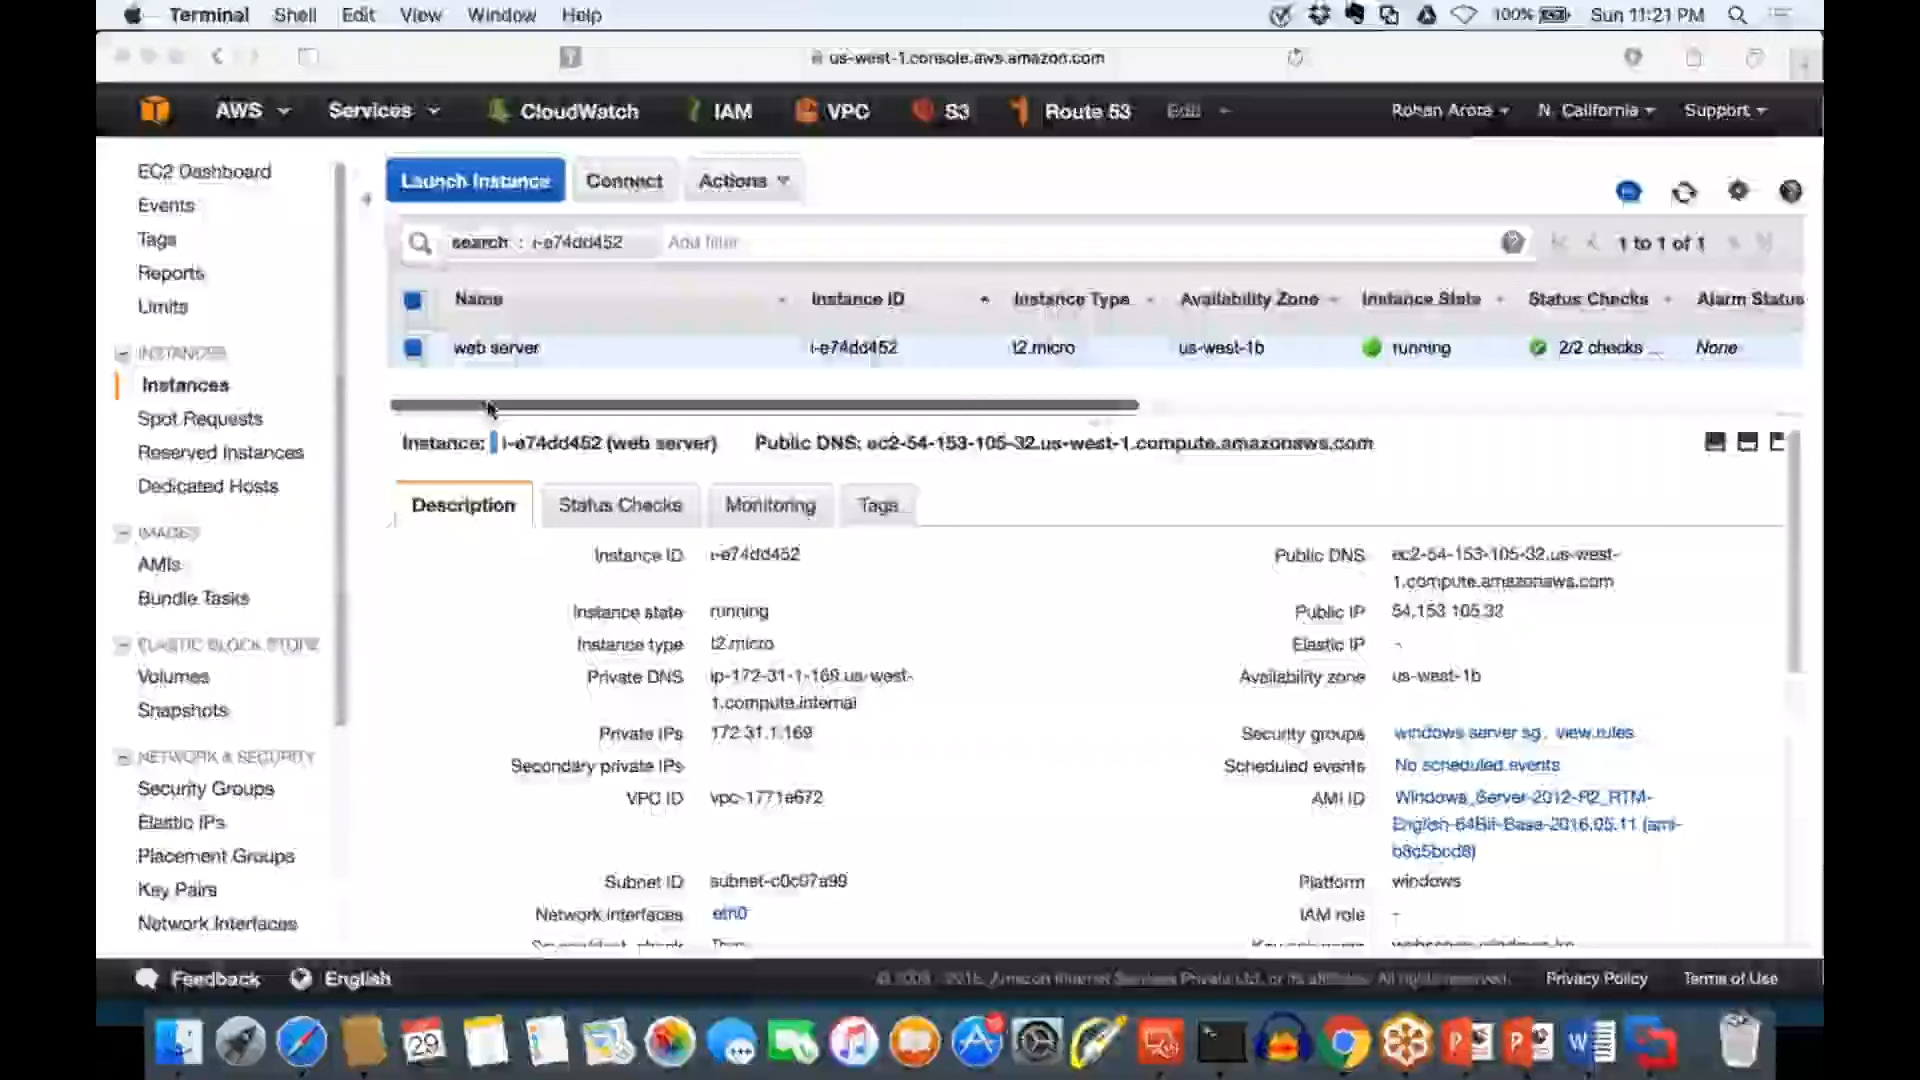 Terminal Shell Edit View Window Help 100% Sun 11:21 PM
us-west-1.console.aws.amazon.com
AWS Services CloudWatch IAM VPC S3 Route 53 Edit Rohan Arora N. California Support
EC2 Dashboard
Events
Tags
Reports
Limits
INSTANCES
Instances
Spot Requests
Reserved Instances
Dedicated Hosts
IMAGES
AMIs
Bundle Tasks
ELASTIC BLOCK STORE
Volumes
Snapshots
NETWORK & SECURITY
Security Groups
Elastic IPs
Placement Groups
Key Pairs
Network Interfaces
Launch Instance Connect Actions
search : i-e74dd452 Add filter 1 to 1 of 1
Name Instance ID Instance Type Availability Zone Instance State Status Checks Alarm Status
web server i-e74dd452 t2.micro us-west-1b running 2/2 checks ... None
Instance: i-e74dd452 (web server) Public DNS: ec2-54-153-105-32.us-west-1.compute.amazonaws.com
Description Status Checks Monitoring Tags
Instance ID i-e74dd452
Instance state running
Instance type t2.micro
Private DNS ip-172-31-1-169.us-west-
1.compute.internal
Private IPs 172.31.1.169
Secondary private IPs
VPC ID vpc-1771e672
Subnet ID subnet-c0c07a99
Network interfaces eth0
Public DNS ec2-54-153-105-32.us-west-
1.compute.amazonaws.com
Public IP 54.153.105.32
Elastic IP -
Availability zone us-west-1b
Security groups windows server sg. view rules
Scheduled events No scheduled events
AMI ID Windows_Server-2012-R2_RTM-
English-64Bit-Base-2016.05.11 (ami-
Platform windows
IAM role -
Feedback English
Privacy Policy Terms of Use
29